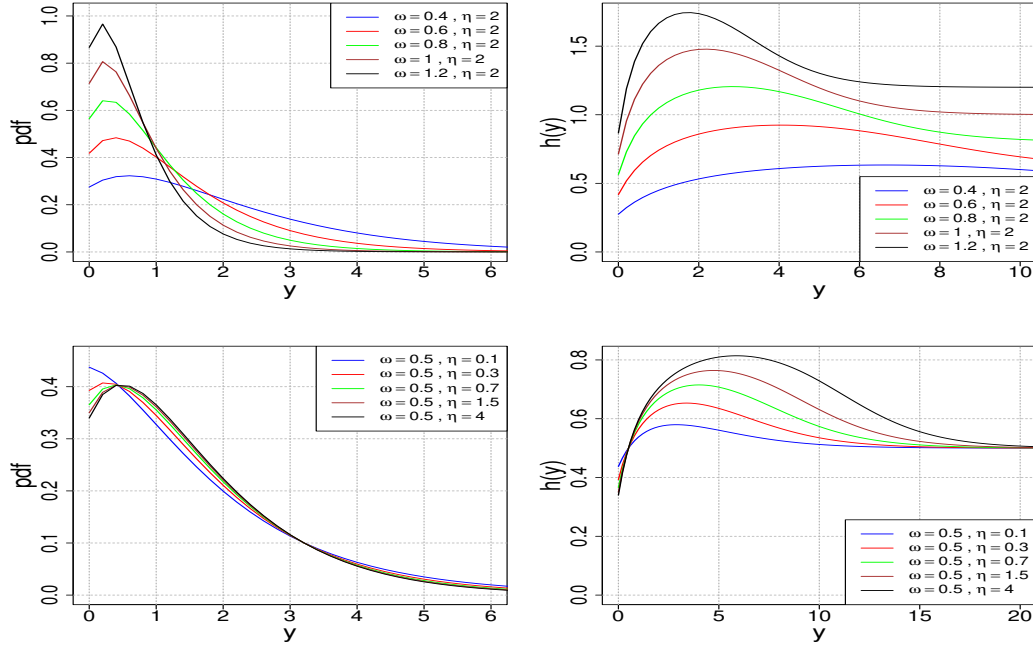 pdf
0.0 0.2 0.4 0.6 0.8 1.0
0 1 2 3 4 5 6
y
ω = 0.4 , η = 2
ω = 0.6 , η = 2
ω = 0.8 , η = 2
ω = 1 , η = 2
ω = 1.2 , η = 2
h(y)
0.0 0.5 1.0 1.5
0 2 4 6 8 10
y
ω = 0.4 , η = 2
ω = 0.6 , η = 2
ω = 0.8 , η = 2
ω = 1 , η = 2
ω = 1.2 , η = 2
pdf
0.0 0.1 0.2 0.3 0.4
0 1 2 3 4 5 6
y
ω = 0.5 , η = 0.1
ω = 0.5 , η = 0.3
ω = 0.5 , η = 0.7
ω = 0.5 , η = 1.5
ω = 0.5 , η = 4
h(y)
0.0 0.2 0.4 0.6 0.8
0 5 10 15 20
y
ω = 0.5 , η = 0.1
ω = 0.5 , η = 0.3
ω = 0.5 , η = 0.7
ω = 0.5 , η = 1.5
ω = 0.5 , η = 4